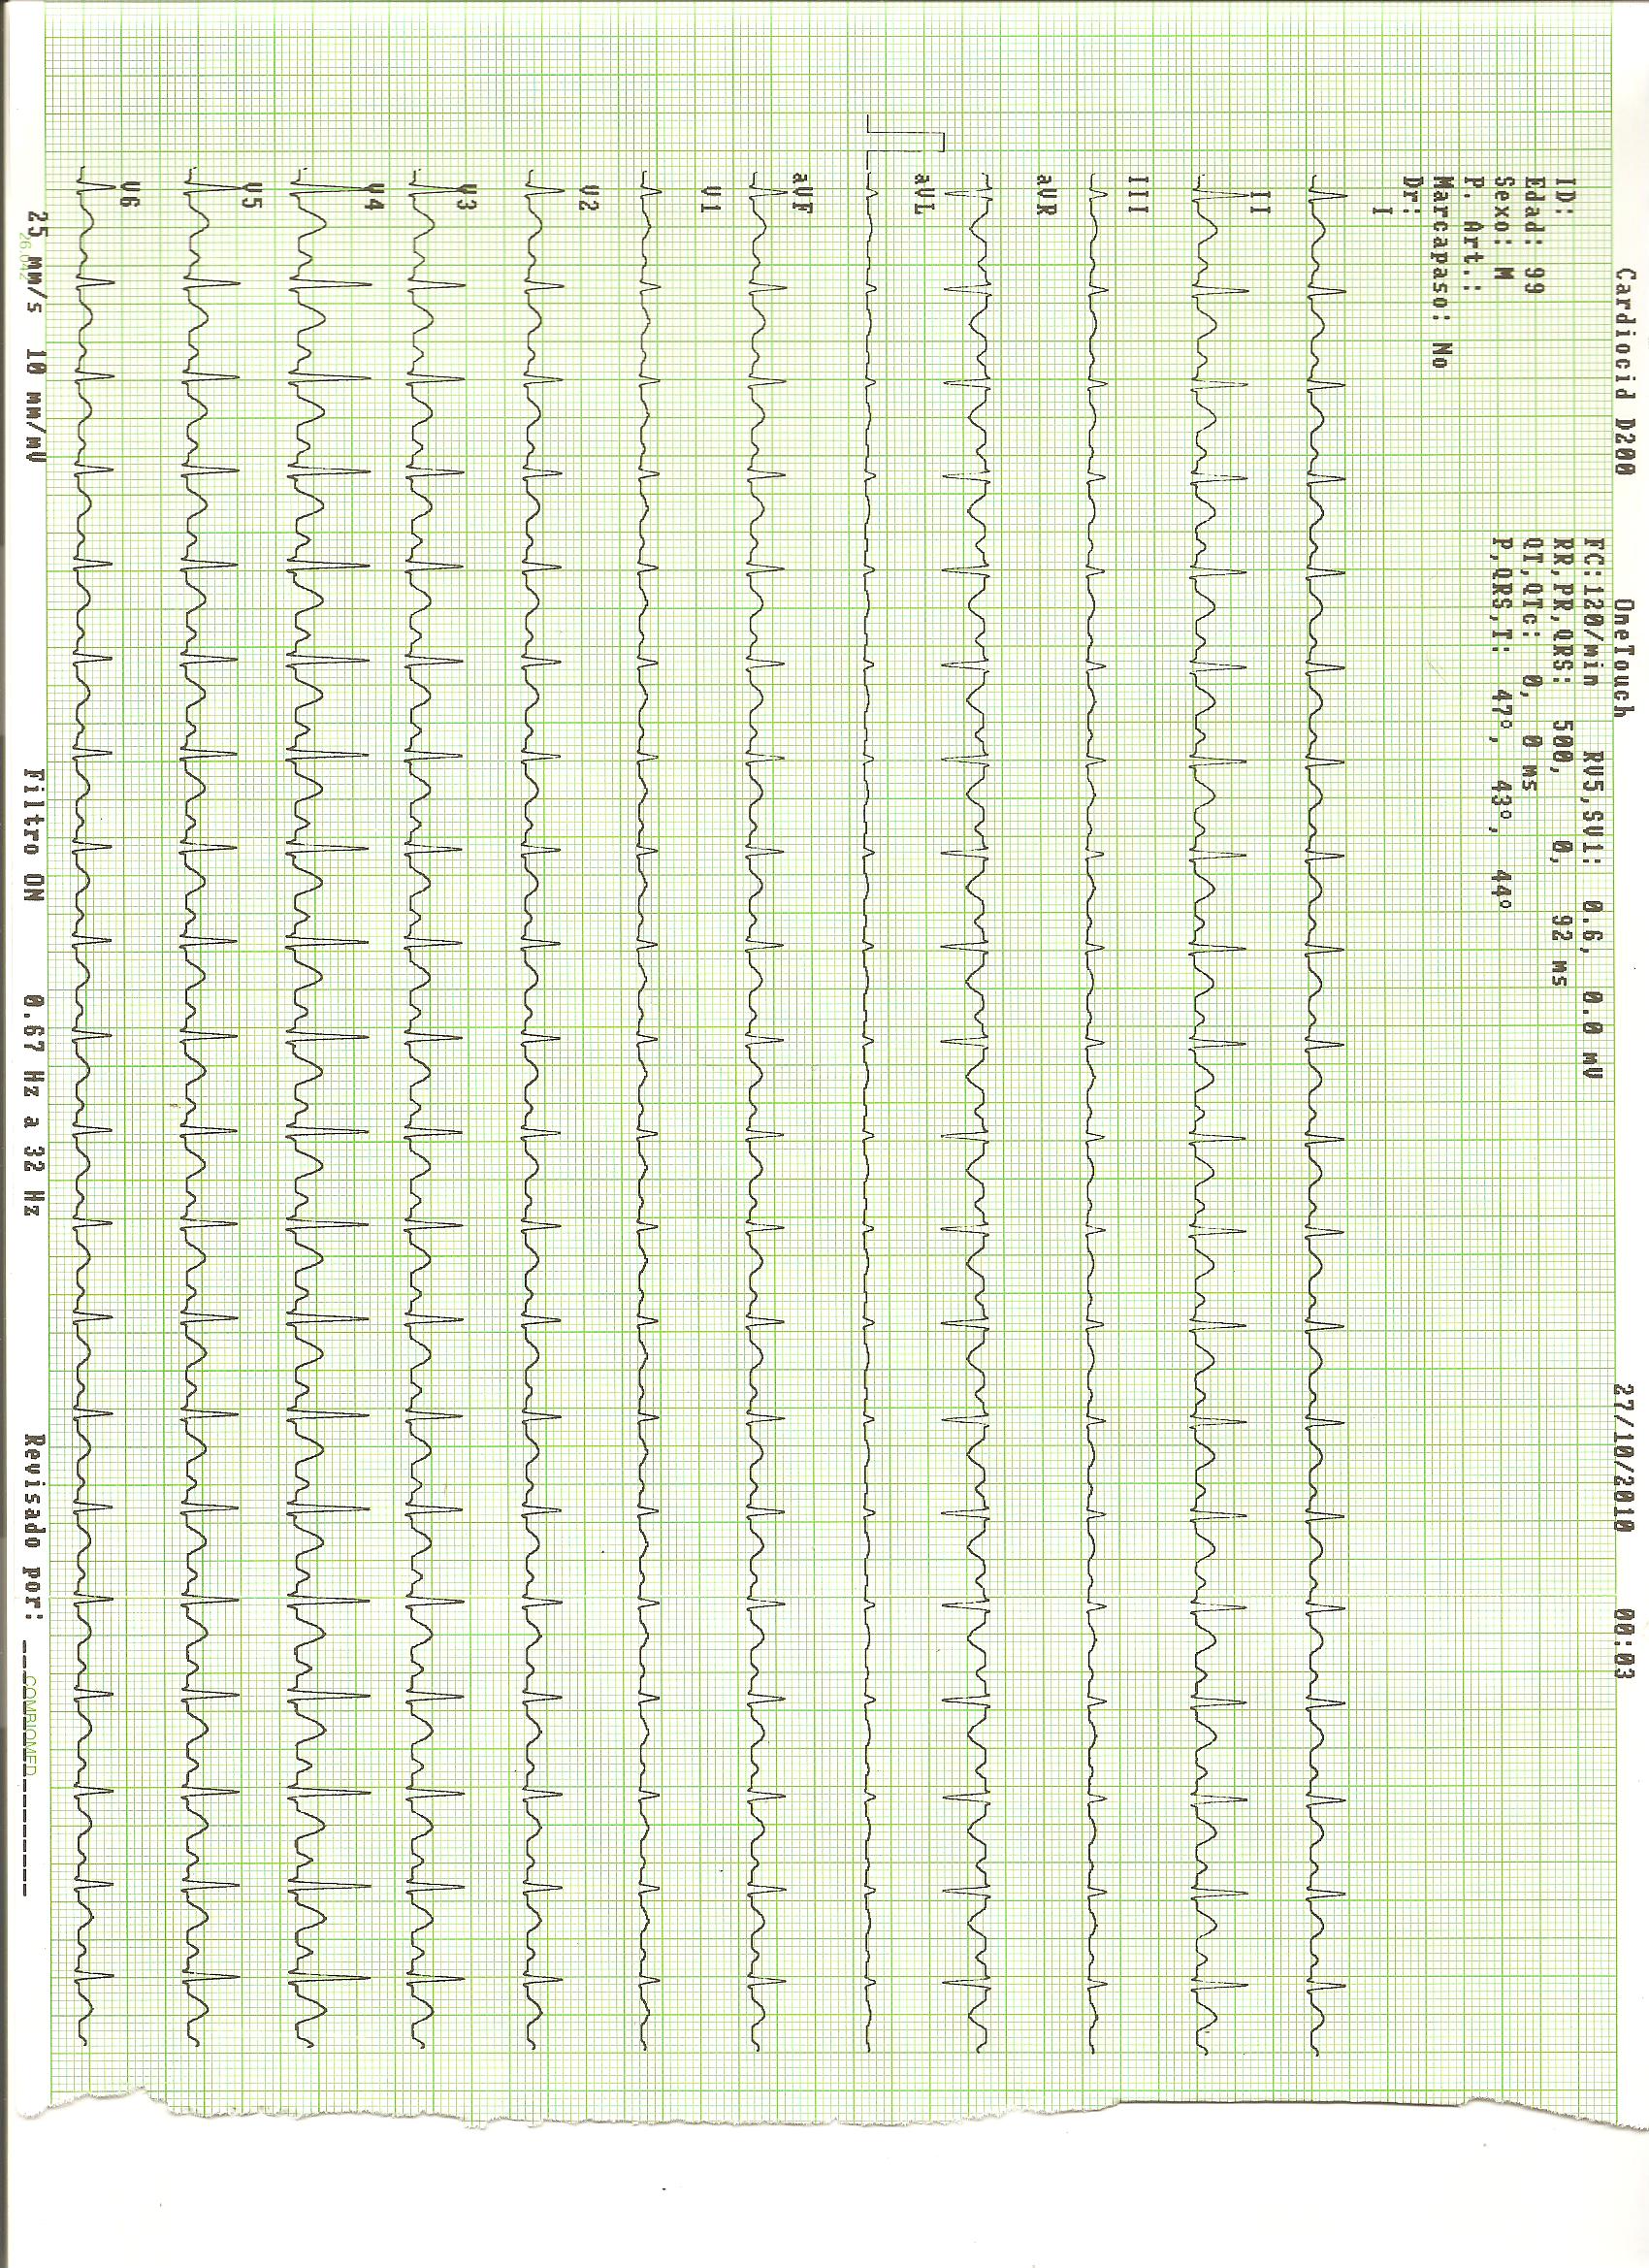 Cardiocid D200 OneTouch 27/10/2010 00:03
ID:
Edad: 99
Sexo: M
P. Art.:
Marcapaso: No
Dr:
FC:120/min RV5,SV1: 0.6, 0.0 mV
RR,PR,QRS: 500, 0, 92 ms
QT,QTc: 0, 0 ms
P,QRS,T: 47°, 43°, 44°
I
II
III
aVR
aVL
aVF
V1
V2
V3
V4
V5
V6
25 mm/s 10 mm/mV Filtro ON 0.67 Hz a 32 Hz Revisado por:
COMBIOMED